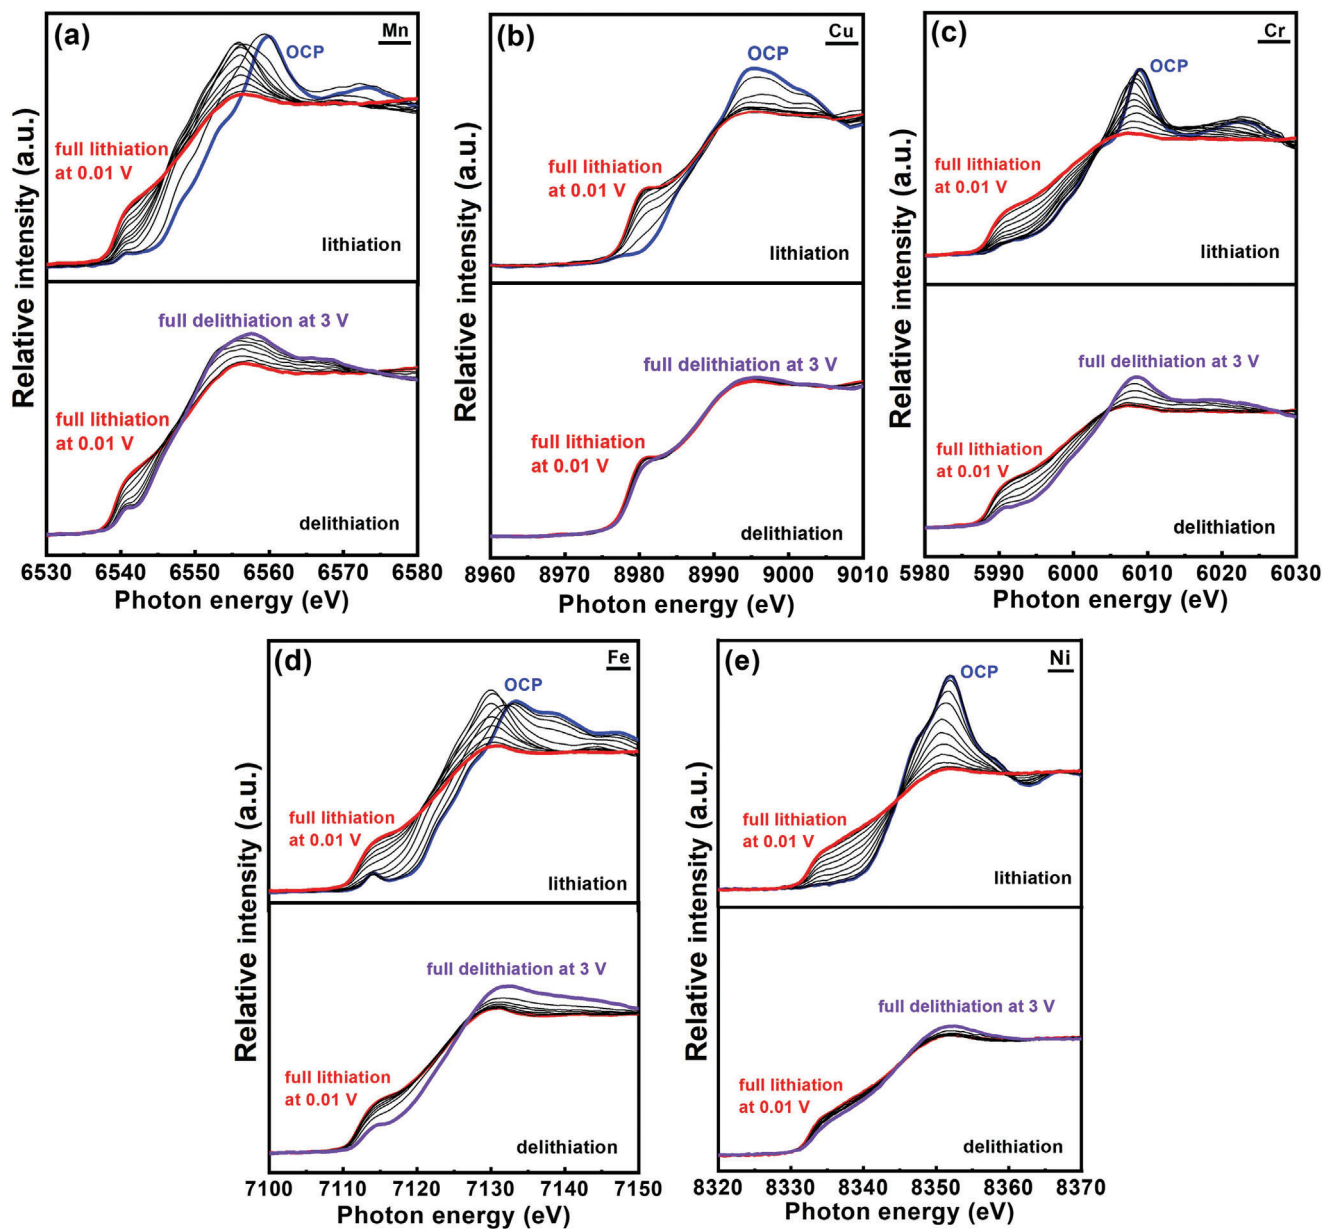 (a)
Mn
OCP
full lithiation
at 0.01 V
lithiation
full delithiation at 3 V
full lithiation
at 0.01 V
delithiation
Relative intensity (a.u.)
6530 6540 6550 6560 6570 6580
Photon energy (eV)
(b)
Cu
OCP
full lithiation
at 0.01 V
lithiation
full delithiation at 3 V
full lithiation
at 0.01 V
delithiation
Relative intensity (a.u.)
8960 8970 8980 8990 9000 9010
Photon energy (eV)
(c)
Cr
OCP
full lithiation
at 0.01 V
lithiation
full delithiation at 3 V
full lithiation
at 0.01 V
delithiation
Relative intensity (a.u.)
5980 5990 6000 6010 6020 6030
Photon energy (eV)
(d)
Fe
OCP
full lithiation
at 0.01 V
lithiation
full delithiation at 3 V
full lithiation
at 0.01 V
delithiation
Relative intensity (a.u.)
7100 7110 7120 7130 7140 7150
Photon energy (eV)
(e)
Ni
OCP
full lithiation
at 0.01 V
lithiation
full delithiation at 3 V
full lithiation
at 0.01 V
delithiation
Relative intensity (a.u.)
8320 8330 8340 8350 8360 8370
Photon energy (eV)